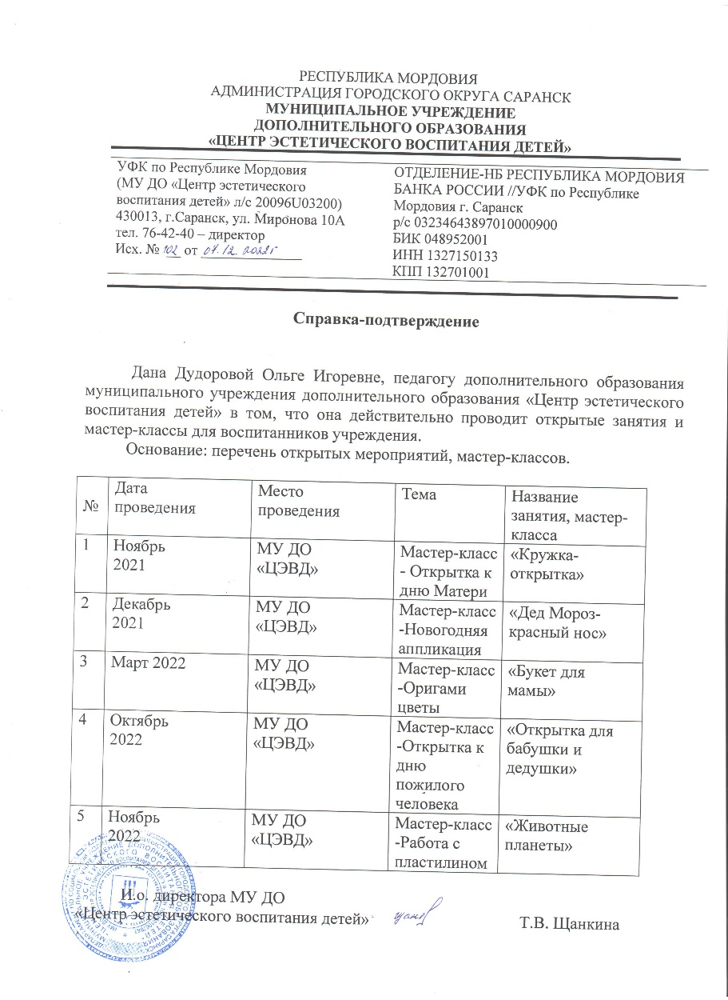 РЕСПУБЛИКА МОРДОВИЯ
АДМИНИСТРАЦИЯ ГОРОДСКОГО ОКРУГА САРАНСК
МУНИЦИПАЛЬНОЕ УЧРЕЖДЕНИЕ
ДОПОЛНИТЕЛЬНОГО ОБРАЗОВАНИЯ
«ЦЕНТР ЭСТЕТИЧЕСКОГО ВОСПИТАНИЯ ДЕТЕЙ»
УФК по Республике Мордовия
(МУ ДО «Центр эстетического
воспитания детей» л/с 20096U03200)
430013, г.Саранск, ул. Миронова 10А
тел. 76-42-40 – директор
Исх. № 102 от 07.12.2022г
ОТДЕЛЕНИЕ-НБ РЕСПУБЛИКА МОРДОВИЯ
БАНКА РОССИИ //УФК по Республике
Мордовия г. Саранск
р/с 03234643897010000900
БИК 048952001
ИНН 1327150133
КПП 132701001
Справка-подтверждение
Дана Дудоровой Ольге Игоревне, педагогу дополнительного образования
муниципального учреждения дополнительного образования «Центр эстетического
воспитания детей» в том, что она действительно проводит открытые занятия и
мастер-классы для воспитанников учреждения.
Основание: перечень открытых мероприятий, мастер-классов.
№
Дата
проведения
Место
проведения
Тема
Название
занятия, мастер-
класса
1
Ноябрь
2021
МУ ДО
«ЦЭВД»
Мастер-класс
- Открытка к
дню Матери
«Кружка-
открытка»
2
Декабрь
2021
МУ ДО
«ЦЭВД»
Мастер-класс
-Новогодняя
аппликация
«Дед Мороз-
красный нос»
3
Март 2022
МУ ДО
«ЦЭВД»
Мастер-класс
-Оригами
цветы
«Букет для
мамы»
4
Октябрь
2022
МУ ДО
«ЦЭВД»
Мастер-класс
-Открытка к
дню
пожилого
человека
«Открытка для
бабушки и
дедушки»
5
Ноябрь
2022
МУ ДО
«ЦЭВД»
Мастер-класс
-Работа с
пластилином
«Животные
планеты»
И.о. директора МУ ДО
«Центр эстетического воспитания детей»
Т.В. Щанкина